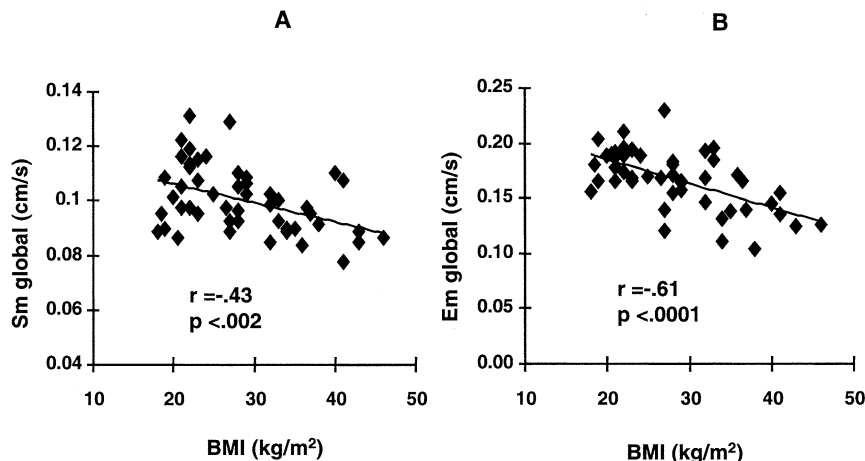 A
Sm global (cm/s)
0.14
0.12
0.1
0.08
0.06
0.04
r =-.43
p <.002
10 20 30 40 50
BMI (kg/m²)
B
Em global (cm/s)
0.25
0.20
0.15
0.10
0.05
0.00
r =-.61
p <.0001
10 20 30 40 50
BMI (kg/m²)